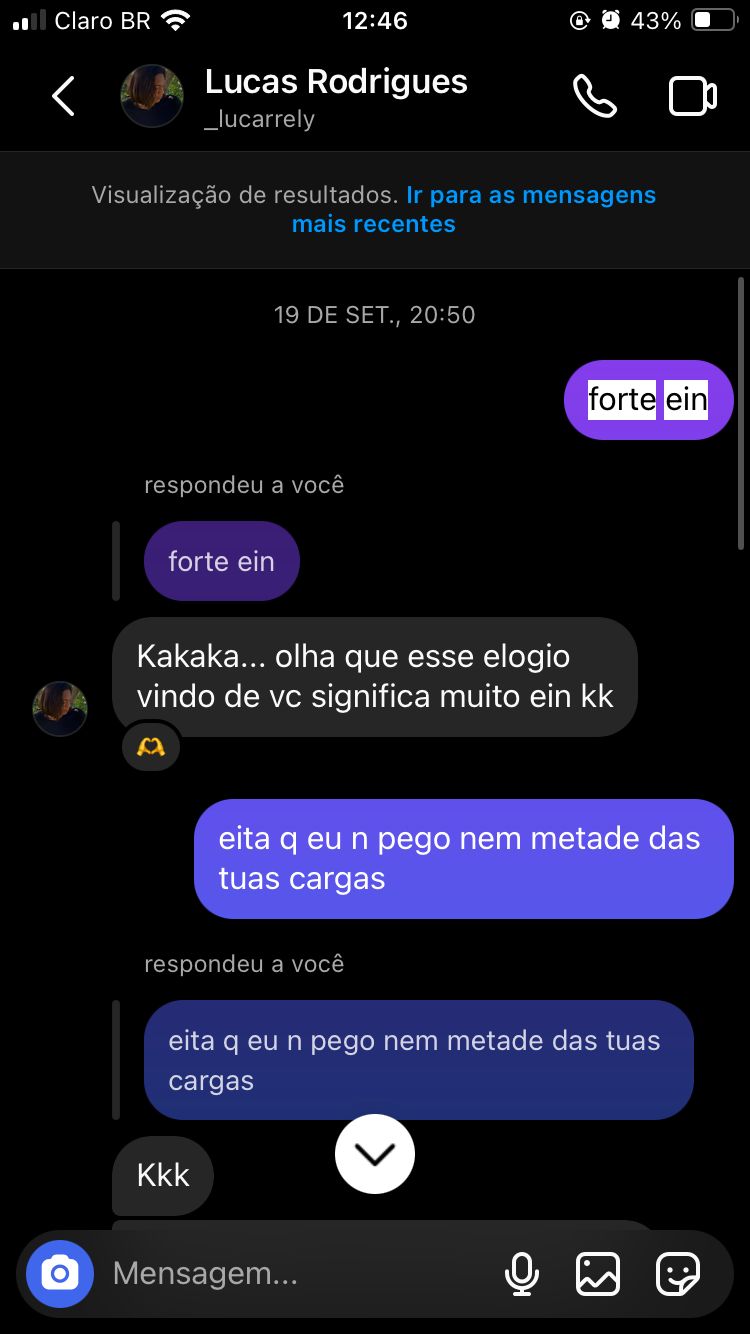 Claro BR
12:46
43%
Lucas Rodrigues
_lucarrely
Visualização de resultados. Ir para as mensagens
mais recentes
19 DE SET., 20:50
forte ein
respondeu a você
forte ein
Kakaka... olha que esse elogio
vindo de vc significa muito ein kk
eita q eu n pego nem metade das
tuas cargas
respondeu a você
eita q eu n pego nem metade das tuas
cargas
Kkk
Mensagem...